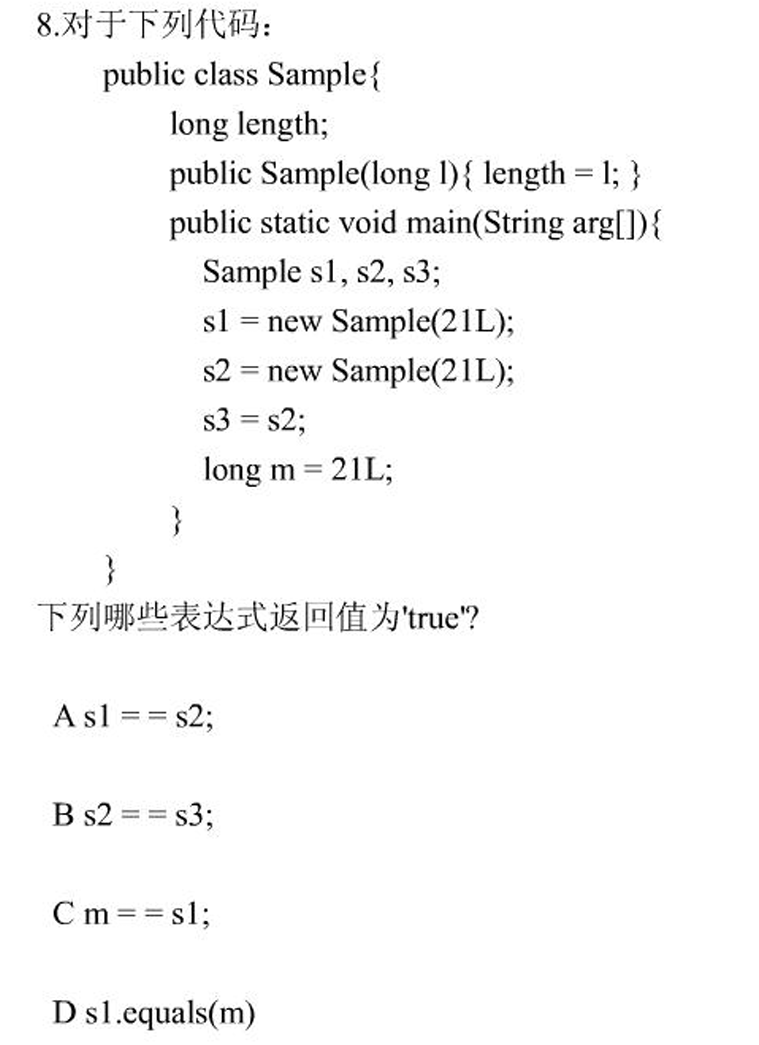 8.对于下列代码：
public class Sample{
long length;
public Sample(long l){ length = l; }
public static void main(String arg[]){
Sample s1, s2, s3;
s1 = new Sample(21L);
s2 = new Sample(21L);
s3 = s2;
long m = 21L;
}
}
下列哪些表达式返回值为'true'?
A s1 = = s2;
B s2 = = s3;
C m = = s1;
D s1.equals(m)